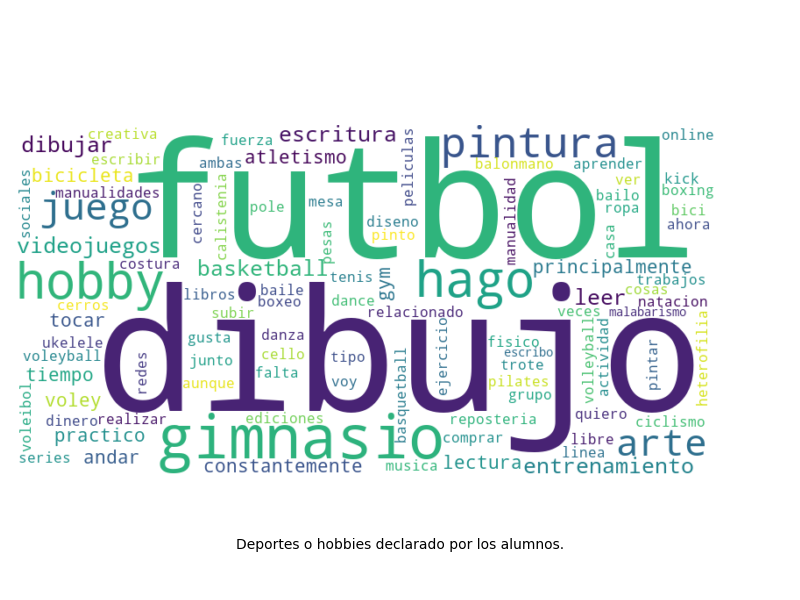 creativa
fuerza
escritura
pintura
online
dibujar
futbol
escribir
ambas
atletismo
peliculas
balonmano
aprender
bicicleta
manualidades
sociales
juego
cercano
calistenia
pole
mesa
diseno
pinto
pesas
manualidad
ver
kick
boxing
bailo
ropa
bici
ahora
casa
videojuegos
costura
hobby
basketball
tenis
gym
hago
principalmente
trabajos
cosas
cerros
libros
baile
boxeo
dance
relacionado
leer
natacion
veces
malabarismo
tocar
subir
dibujo
ukelele
voleyball
redes
gusta
danza
junto
cello
tipo
ejercicio
fisico
escribo
trote
volleyball
actividad
pintar
heterofilia
tiempo
aunque
falta
voy
basquetball
pilates
grupo
voleibol
voley
dinero
realizar
gimnasio
ediciones
reposteria
quiero
ciclismo
practico
comprar
libre
arte
linea
series
andar
constantemente
musica
lectura
entrenamiento
Deportes o hobbies declarado por los alumnos.